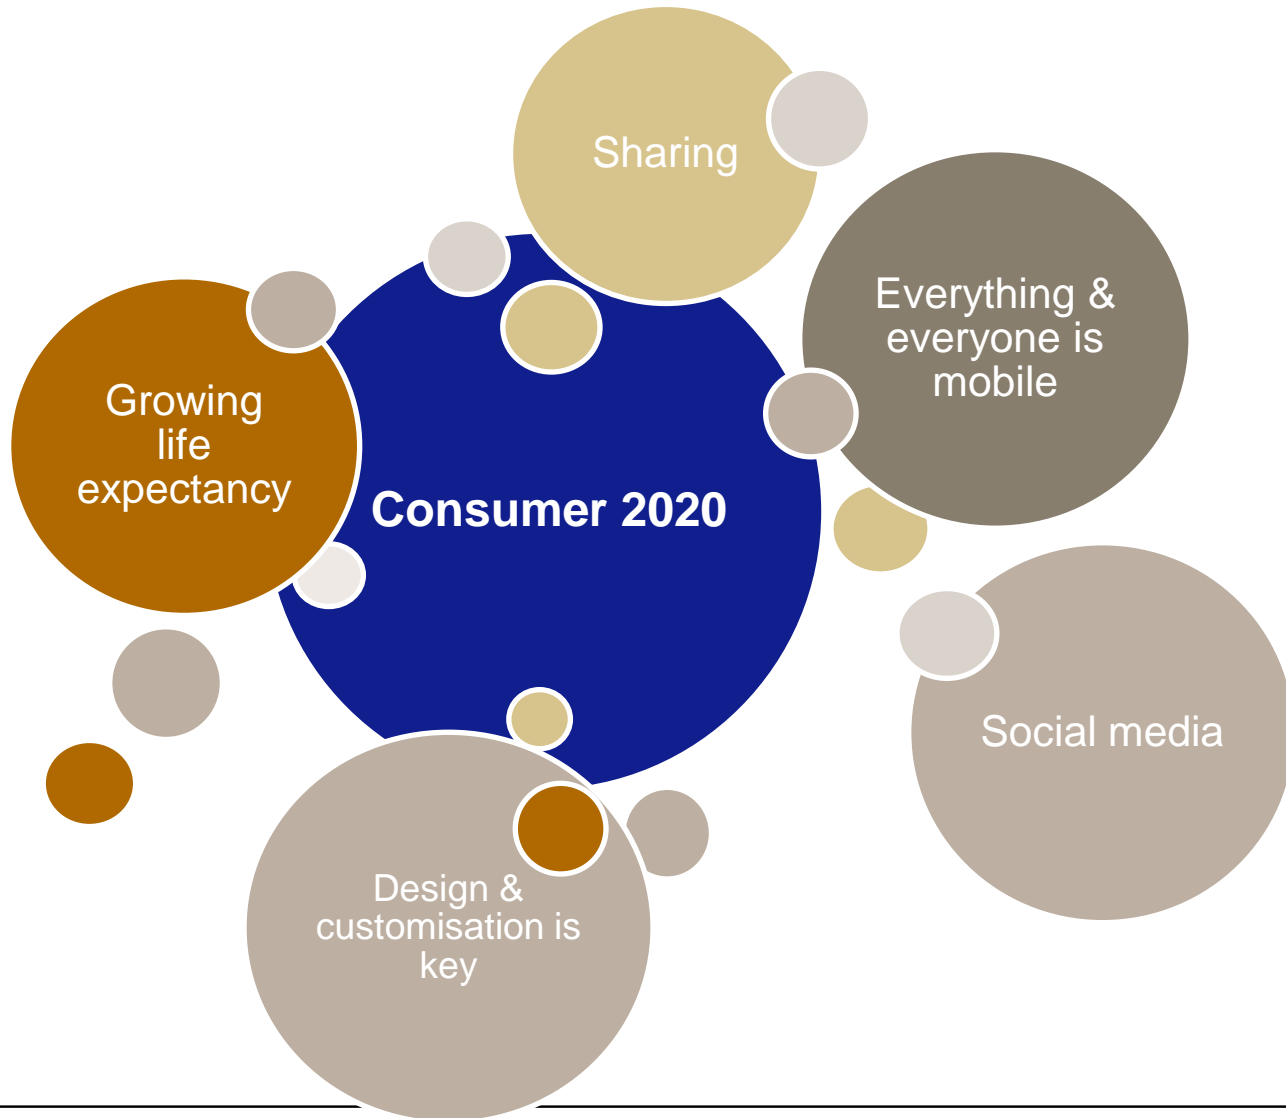 Sharing
Everything &
everyone is
mobile
Growing
life
expectancy
Consumer 2020
Social media
Design &
customisation is
key